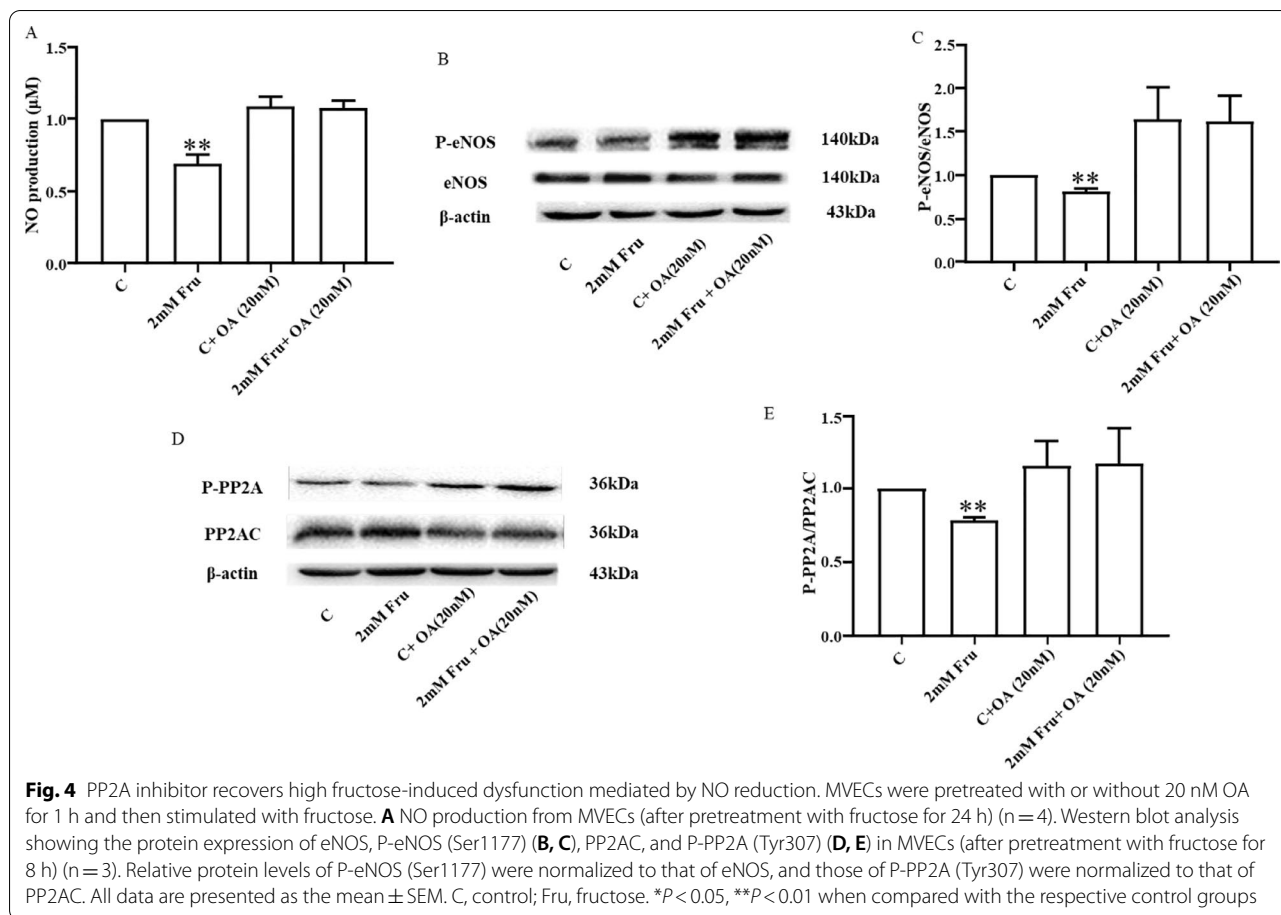 A
NO production (μM)
1.5
1.0
0.5
0.0
**
C
2mM Fru
C+ OA (20nM)
2mM Fru+ OA (20nM)
B
P-eNOS
140kDa
eNOS
140kDa
β-actin
43kDa
C
2mM Fru
C+ OA(20nM)
2mM Fru + OA(20nM)
C
P-eNOS/eNOS
2.5
2.0
1.5
1.0
0.5
0.0
**
C
2mM Fru
C+OA (20nM)
2mM Fru+ OA (20nM)
D
P-PP2A
36kDa
PP2AC
36kDa
β-actin
43kDa
C
2mM Fru
C+ OA(20nM)
2mM Fru + OA(20nM)
E
P-PP2A/PP2AC
1.5
1.0
0.5
0.0
**
C
2mM Fru
C+OA (20nM)
2mM Fru+ OA (20nM)
Fig. 4 PP2A inhibitor recovers high fructose-induced dysfunction mediated by NO reduction. MVECs were pretreated with or without 20 nM OA
for 1 h and then stimulated with fructose. A NO production from MVECs (after pretreatment with fructose for 24 h) (n = 4). Western blot analysis
showing the protein expression of eNOS, P-eNOS (Ser1177) (B, C), PP2AC, and P-PP2A (Tyr307) (D, E) in MVECs (after pretreatment with fructose for
8 h) (n = 3). Relative protein levels of P-eNOS (Ser1177) were normalized to that of eNOS, and those of P-PP2A (Tyr307) were normalized to that of
PP2AC. All data are presented as the mean ± SEM. C, control; Fru, fructose. *P < 0.05, **P < 0.01 when compared with the respective control groups